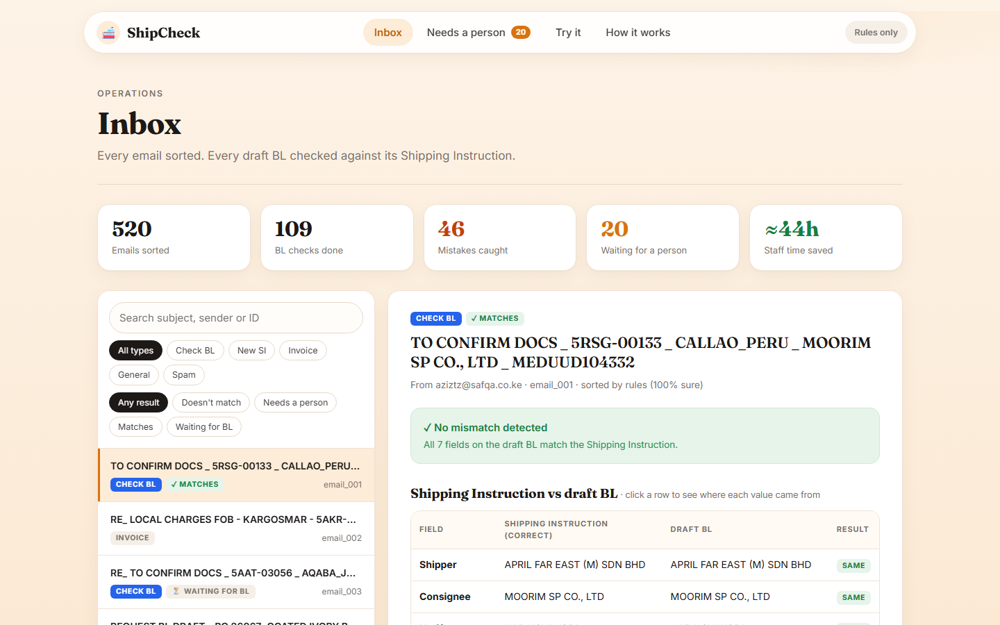 ShipCheck
Inbox
Needs a person 20
Try it
How it works
Rules only
OPERATIONS
Inbox
Every email sorted. Every draft BL checked against its Shipping Instruction.
520
Emails sorted
109
BL checks done
46
Mistakes caught
20
Waiting for a person
≈44h
Staff time saved
Search subject, sender or ID
All types Check BL New SI Invoice
General Spam
Any result Doesn't match Needs a person
Matches Waiting for BL
TO CONFIRM DOCS _ 5RSG-00133 _ CALLAO_PERU...
CHECK BL ✓ MATCHES email_001
RE_ LOCAL CHARGES FOB - KARGOSMAR - 5AKR-...
INVOICE email_002
RE_ TO CONFIRM DOCS _ 5AAT-03056 _ AQABA_J...
CHECK BL ⏳ WAITING FOR BL email_003
CHECK BL ✓ MATCHES
TO CONFIRM DOCS _ 5RSG-00133 _ CALLAO_PERU _ MOORIM
SP CO., LTD _ MEDUUD104332
From aziztz@safqa.co.ke · email_001 · sorted by rules (100% sure)
✓ No mismatch detected
All 7 fields on the draft BL match the Shipping Instruction.
Shipping Instruction vs draft BL · click a row to see where each value came from
FIELD SHIPPING INSTRUCTION (CORRECT) DRAFT BL RESULT
Shipper APRIL FAR EAST (M) SDN BHD APRIL FAR EAST (M) SDN BHD SAME
Consignee MOORIM SP CO., LTD MOORIM SP CO., LTD SAME